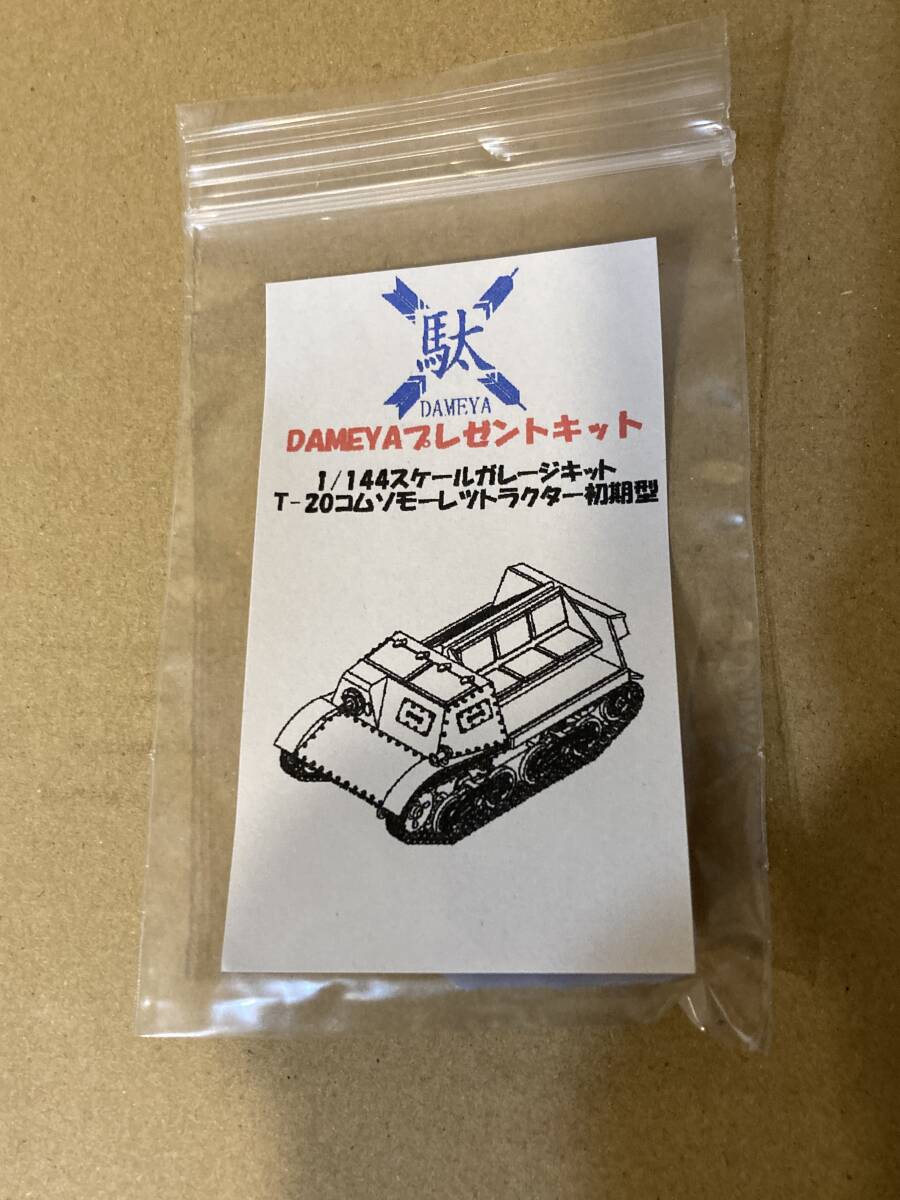 駄
DAMEYA
DAMEYAプレゼントキット
1/144スケールガレージキット
T-20コムソモーレツトラクター初期型